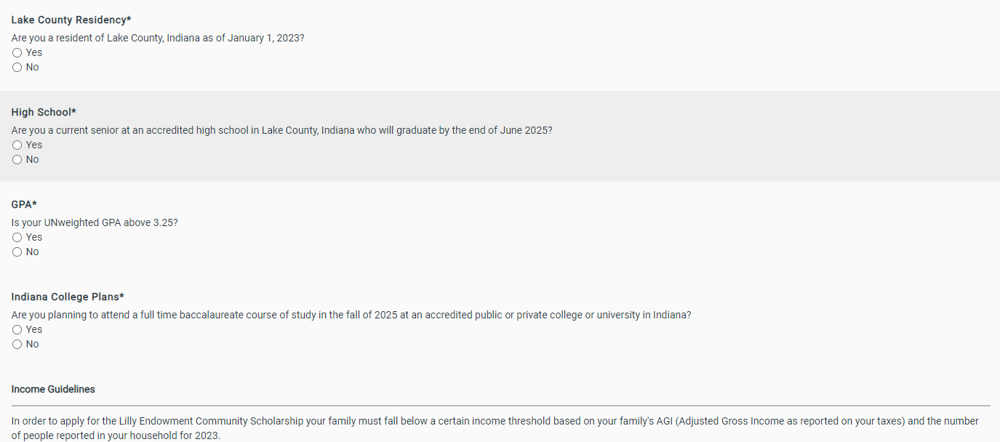 Lake County Residency*
Are you a resident of Lake County, Indiana as of January 1, 2023?
Yes
No
High School*
Are you a current senior at an accredited high school in Lake County, Indiana who will graduate by the end of June 2025?
Yes
No
GPA*
Is your UNweighted GPA above 3.25?
Yes
No
Indiana College Plans*
Are you planning to attend a full time baccalaureate course of study in the fall of 2025 at an accredited public or private college or university in Indiana?
Yes
No
Income Guidelines
In order to apply for the Lilly Endowment Community Scholarship your family must fall below a certain income threshold based on your family's AGI (Adjusted Gross Income as reported on your taxes) and the number
of people reported in your household for 2023.